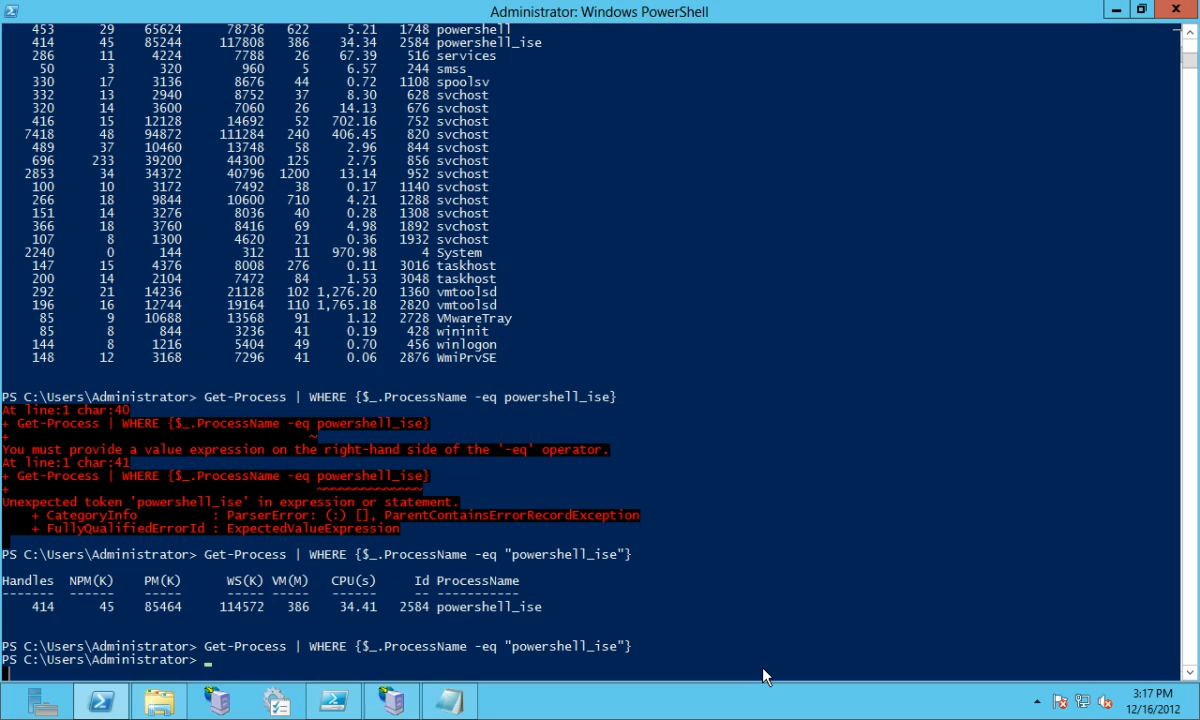 Administrator: Windows PowerShell
453 29 65624 78736 622 5.21 1748 powershell
414 45 85244 117808 386 34.34 2584 powershell_ise
286 11 4224 7788 26 67.39 516 services
50 3 320 960 5 6.57 244 smss
330 17 3136 8676 44 0.72 1108 spoolsv
332 13 2940 8752 37 8.30 628 svchost
320 14 3600 7060 26 14.13 676 svchost
416 15 12128 14692 52 702.16 752 svchost
7418 48 94872 111284 240 406.45 820 svchost
489 37 10460 13748 58 2.96 844 svchost
696 233 39200 44300 125 2.75 856 svchost
2853 34 34372 40796 1200 13.14 952 svchost
100 10 3172 7492 38 0.17 1140 svchost
266 18 9844 10600 710 4.21 1288 svchost
151 14 3276 8036 40 0.28 1308 svchost
366 18 3760 8416 69 4.98 1892 svchost
107 8 1300 4620 21 0.36 1932 svchost
2240 0 144 312 11 970.98 4 System
147 15 4376 8008 276 0.11 3016 taskhost
200 14 2104 7472 84 1.53 3048 taskhost
292 21 14236 21128 102 1,276.20 1360 vmtoolsd
196 16 12744 19164 110 1,765.18 2820 vmtoolsd
85 9 10688 13568 91 1.12 2728 VMwareTray
85 8 844 3236 41 0.19 428 wininit
144 8 1216 5404 49 0.70 456 winlogon
148 12 3168 7296 41 0.06 2876 WmiPrvSE
PS C:\Users\Administrator> Get-Process | WHERE {$_.ProcessName -eq powershell_ise}
At line:1 char:40
+ Get-Process | WHERE {$_.ProcessName -eq powershell_ise}
+ ~
You must provide a value expression on the right-hand side of the '-eq' operator.
At line:1 char:41
+ Get-Process | WHERE {$_.ProcessName -eq powershell_ise}
+ ~~~~~~~~~~~~~~
Unexpected token 'powershell_ise' in expression or statement.
+ CategoryInfo : ParserError: (:) [], ParentContainsErrorRecordException
+ FullyQualifiedErrorId : ExpectedValueExpression
PS C:\Users\Administrator> Get-Process | WHERE {$_.ProcessName -eq "powershell_ise"}
Handles NPM(K) PM(K) WS(K) VM(M) CPU(s) Id ProcessName
------- ------ ----- ----- ----- ------ -- -----------
414 45 85464 114572 386 34.41 2584 powershell_ise
PS C:\Users\Administrator> Get-Process | WHERE {$_.ProcessName -eq "powershell_ise"}
PS C:\Users\Administrator> _
3:17 PM
12/16/2012